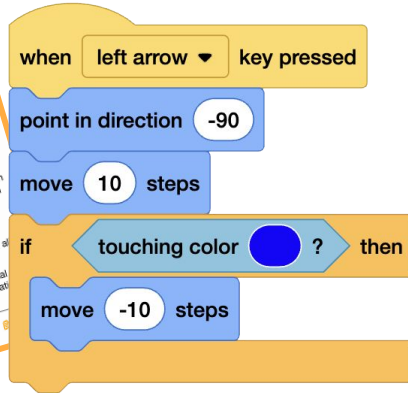 when left arrow key pressed
point in direction -90
move 10 steps
if touching color ? then
move -10 steps